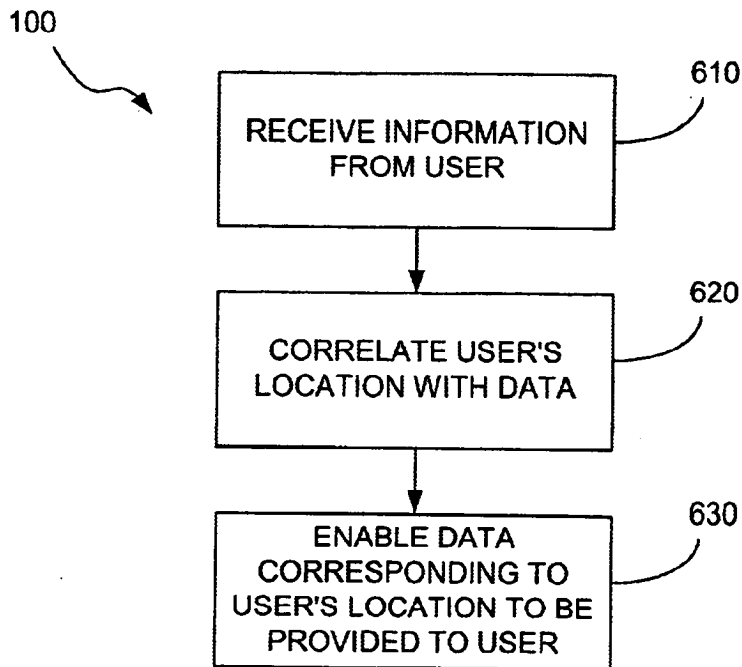 100
610
RECEIVE INFORMATION
FROM USER
620
CORRELATE USER'S
LOCATION WITH DATA
630
ENABLE DATA
CORRESPONDING TO
USER'S LOCATION TO BE
PROVIDED TO USER